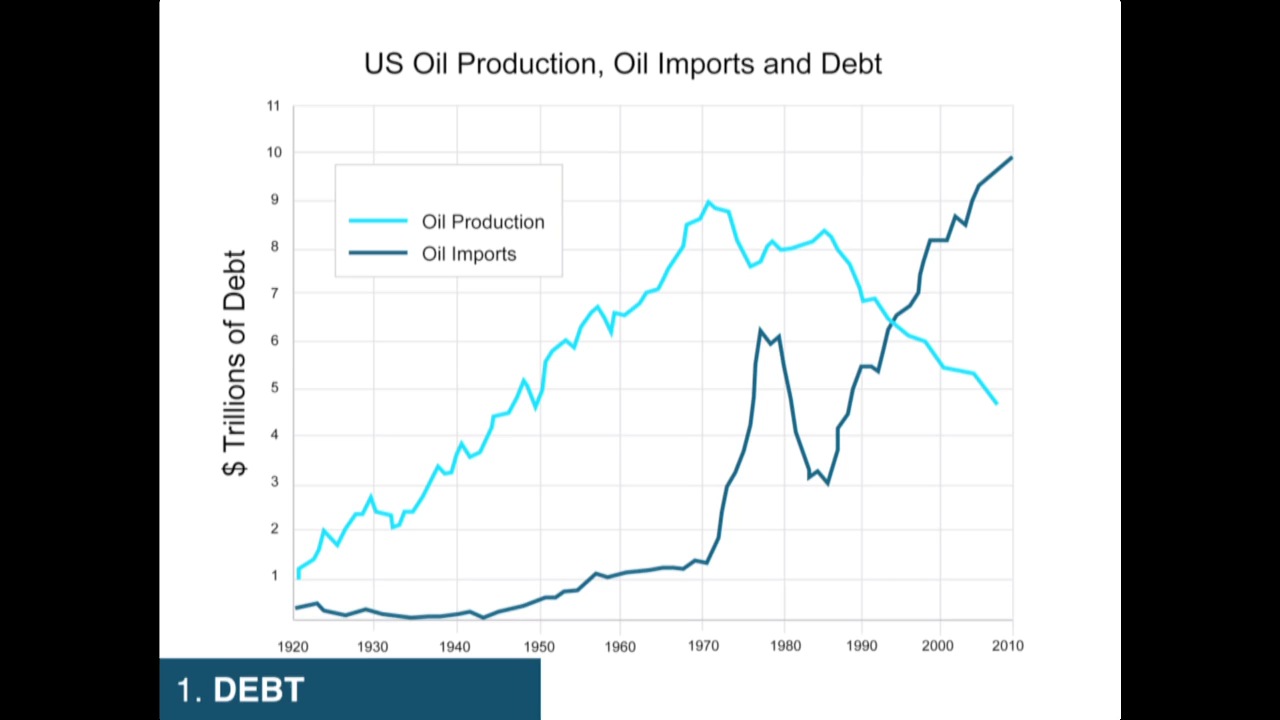 US Oil Production, Oil Imports and Debt
11
10
9
8
7
6
5
4
3
2
1
$ Trillions of Debt
Oil Production
Oil Imports
1920 1930 1940 1950 1960 1970 1980 1990 2000 2010
1. DEBT